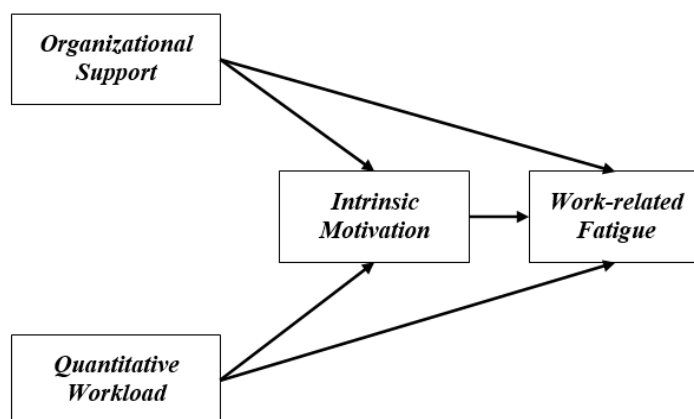 Organizational
Support
Intrinsic
Motivation
Work-related
Fatigue
Quantitative
Workload